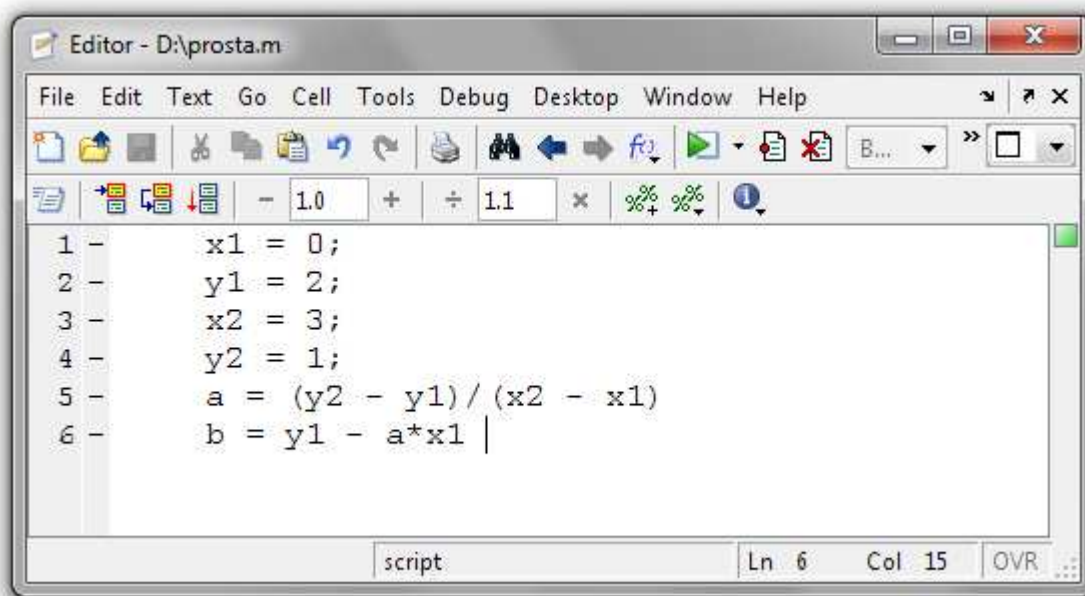 Editor - D:\prosta.m
File Edit Text Go Cell Tools Debug Desktop Window Help
B...
1.0 1.1
1 - x1 = 0;
2 - y1 = 2;
3 - x2 = 3;
4 - y2 = 1;
5 - a = (y2 - y1)/(x2 - x1)
6 - b = y1 - a*x1
script Ln 6 Col 15 OVR